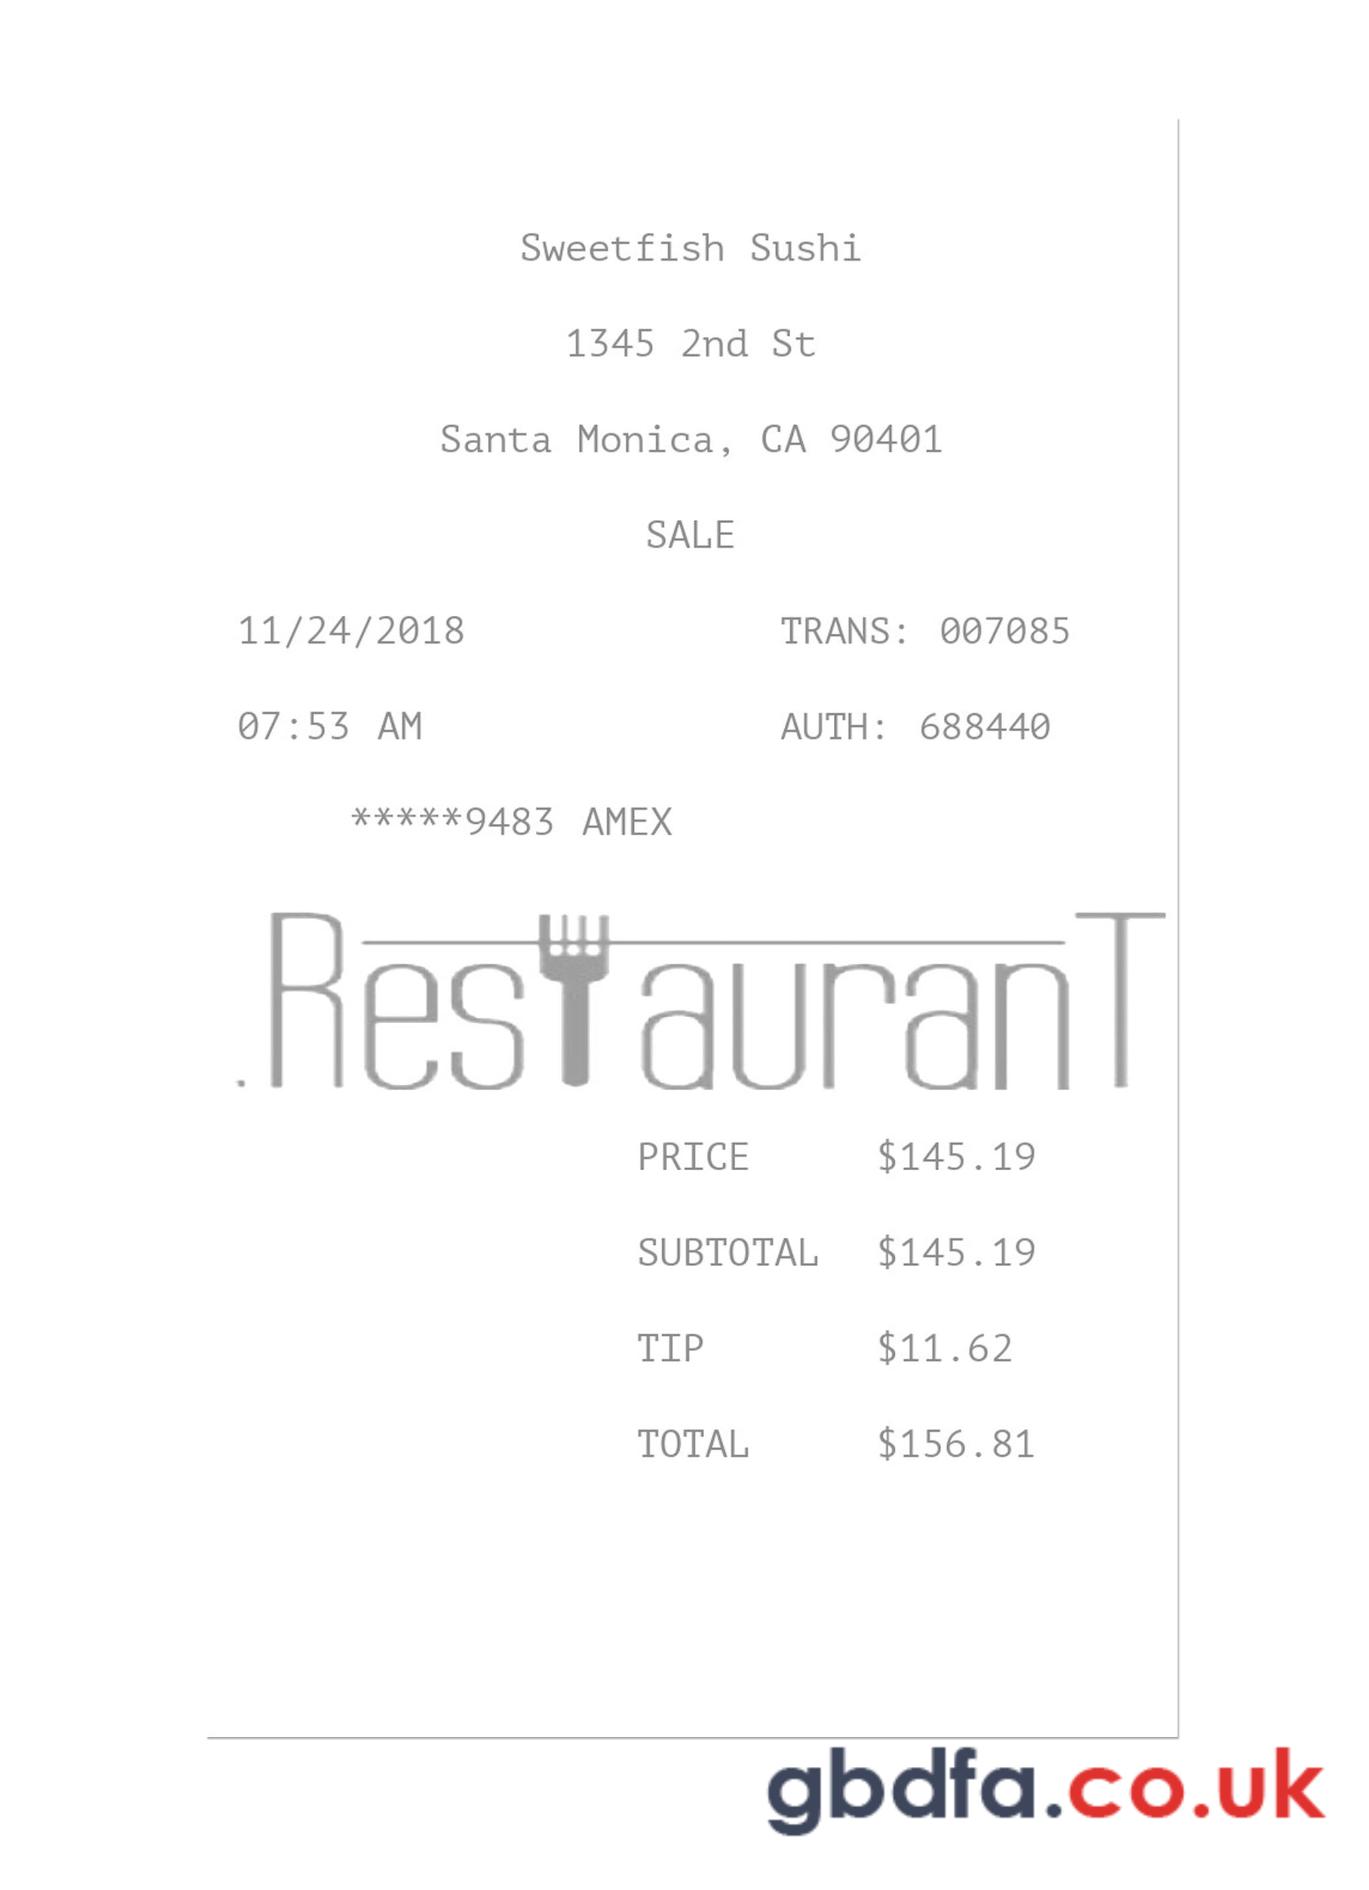 Sweetfish Sushi
1345 2nd St
Santa Monica, CA 90401
SALE
11/24/2018 TRANS: 007085
07:53 AM AUTH: 688440
*****9483 AMEX
.RestauranT
PRICE $145.19
SUBTOTAL $145.19
TIP $11.62
TOTAL $156.81
gbdfa.co.uk